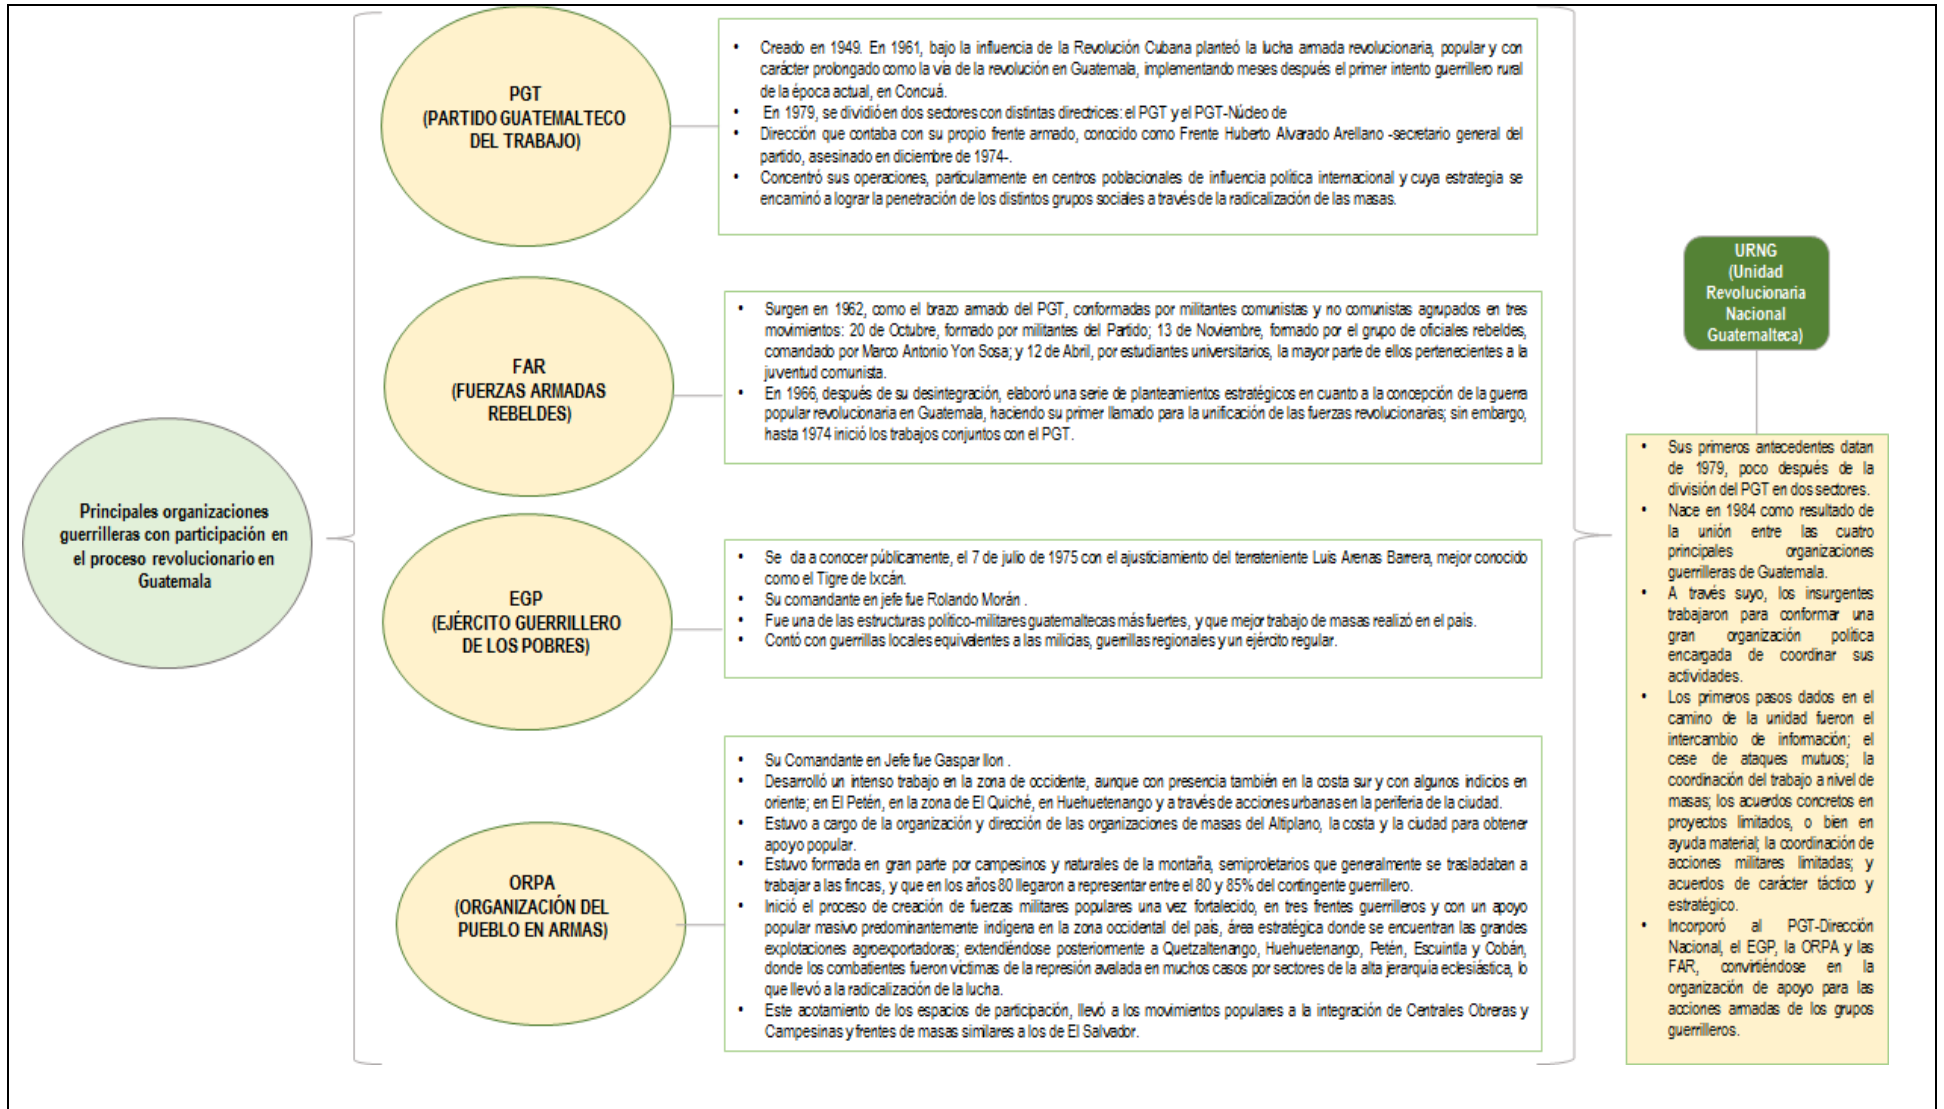 Principales organizaciones
guerrilleras con participación en
el proceso revolucionario en
Guatemala
PGT
(PARTIDO GUATEMALTECO
DEL TRABAJO)
• Creado en 1949. En 1961, bajo la influencia de la Revolución Cubana planteó la lucha armada revolucionaria, popular y con
carácter prolongado como la vía de la revolución en Guatemala, implementando meses después el primer intento guerrillero rural
de la época actual, en Concuá.
• En 1979, se dividió en dos sectores con distintas directrices: el PGT y el PGT-Núcleo de
• Dirección que contaba con su propio frente armado, conocido como Frente Huberto Alvarado Arellano -secretario general del
partido, asesinado en diciembre de 1974-.
• Concentró sus operaciones, particularmente en centros poblacionales de influencia política internacional y cuya estrategia se
encaminó a lograr la penetración de los distintos grupos sociales a través de la radicalización de las masas.
FAR
(FUERZAS ARMADAS
REBELDES)
• Surgen en 1962, como el brazo armado del PGT, conformadas por militantes comunistas y no comunistas agrupados en tres
movimientos: 20 de Octubre, formado por militantes del Partido; 13 de Noviembre, formado por el grupo de oficiales rebeldes,
comandado por Marco Antonio Yon Sosa; y 12 de Abril, por estudiantes universitarios, la mayor parte de ellos pertenecientes a la
juventud comunista.
• En 1966, después de su desintegración, elaboró una serie de planteamientos estratégicos en cuanto a la concepción de la guerra
popular revolucionaria en Guatemala, haciendo su primer llamado para la unificación de las fuerzas revolucionarias; sin embargo,
hasta 1974 inició los trabajos conjuntos con el PGT.
EGP
(EJÉRCITO GUERRILLERO
DE LOS POBRES)
• Se da a conocer públicamente, el 7 de julio de 1975 con el ajusticiamiento del terrateniente Luis Arenas Barrera, mejor conocido
como el Tigre de Ixcán.
• Su comandante en jefe fue Rolando Morán .
• Fue una de las estructuras político-militares guatemaltecas más fuertes, y que mejor trabajo de masas realizó en el país.
• Contó con guerrillas locales equivalentes a las milicias, guerrillas regionales y un ejército regular.
ORPA
(ORGANIZACIÓN DEL
PUEBLO EN ARMAS)
• Su Comandante en Jefe fue Gaspar Ilon .
• Desarrolló un intenso trabajo en la zona de occidente, aunque con presencia también en la costa sur y con algunos indicios en
oriente; en El Petén, en la zona de El Quiché, en Huehuetenango y a través de acciones urbanas en la periferia de la ciudad.
• Estuvo a cargo de la organización y dirección de las organizaciones de masas del Altiplano, la costa y la ciudad para obtener
apoyo popular.
• Estuvo formada en gran parte por campesinos y naturales de la montaña, semiproletarios que generalmente se trasladaban a
trabajar a las fincas, y que en los años 80 llegaron a representar entre el 80 y 85% del contingente guerrillero.
• Inició el proceso de creación de fuerzas militares populares una vez fortalecido, en tres frentes guerrilleros y con un apoyo
popular masivo predominantemente indígena en la zona occidental del país, área estratégica donde se encuentran las grandes
explotaciones agroexportadoras; extendiéndose posteriormente a Quetzaltenango, Huehuetenango, Petén, Escuintla y Cobán,
donde los combatientes fueron víctimas de la represión avalada en muchos casos por sectores de la alta jerarquía eclesiástica, lo
que llevó a la radicalización de la lucha.
• Este acotamiento de los espacios de participación, llevó a los movimientos populares a la integración de Centrales Obreras y
Campesinas y frentes de masas similares a los de El Salvador.
URNG
(Unidad
Revolucionaria
Nacional
Guatemalteca)
• Sus primeros antecedentes datan
de 1979, poco después de la
división del PGT en dos sectores.
• Nace en 1984 como resultado de
la unión entre las cuatro
principales organizaciones
guerrilleras de Guatemala.
• A través suyo, los insurgentes
trabajaron para conformar una
gran organización política
encargada de coordinar sus
actividades.
• Los primeros pasos dados en el
camino de la unidad fueron el
intercambio de información; el
cese de ataques mutuos; la
coordinación del trabajo a nivel de
masas; los acuerdos concretos en
proyectos limitados, o bien en
ayuda material; la coordinación de
acciones militares limitadas; y
acuerdos de carácter táctico y
estratégico.
• Incorporó al PGT-Dirección
Nacional, el EGP, la ORPA y las
FAR, convirtiéndose en la
organización de apoyo para las
acciones armadas de los grupos
guerrilleros.